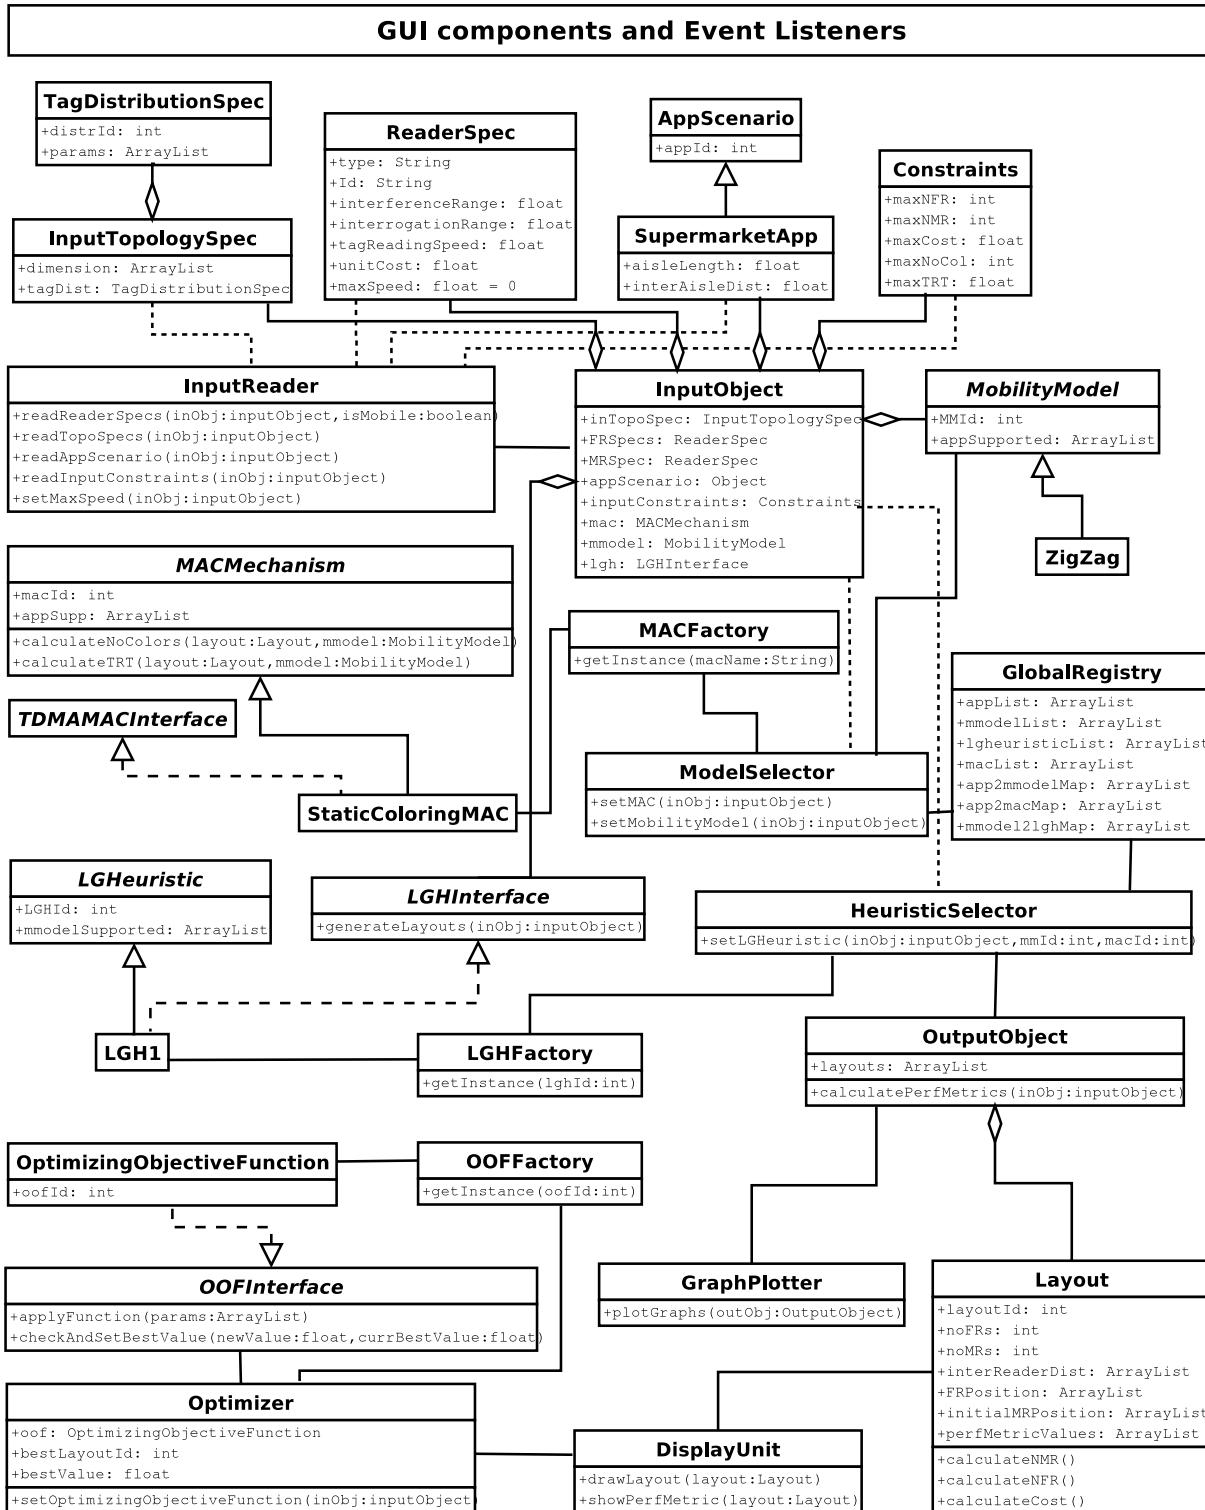 GUI components and Event Listeners
TagDistributionSpec
+distrId: int
+params: ArrayList
ReaderSpec
+type: String
+Id: String
+interferenceRange: float
+interrogationRange: float
+tagReadingSpeed: float
+unitCost: float
+maxSpeed: float = 0
AppScenario
+appId: int
Constraints
+maxNFR: int
+maxNMR: int
+maxCost: float
+maxNoCol: int
+maxTRT: float
InputTopologySpec
+dimension: ArrayList
+tagDist: TagDistributionSpec
SupermarketApp
+aisleLength: float
+interAisleDist: float
InputReader
+readReaderSpecs(inObj:inputObject,isMobile:boolean)
+readTopoSpecs(inObj:inputObject)
+readAppScenario(inObj:inputObject)
+readInputConstraints(inObj:inputObject)
+setMaxSpeed(inObj:inputObject)
InputObject
+inTopoSpec: InputTopologySpec
+FRSpecs: ReaderSpec
+MRSpec: ReaderSpec
+appScenario: Object
+inputConstraints: Constraints
+mac: MACMechanism
+mmodel: MobilityModel
+lgh: LGHInterface
MobilityModel
+MMId: int
+appSupported: ArrayList
ZigZag
MACMechanism
+macId: int
+appSupp: ArrayList
+calculateNoColors(layout:Layout,mmodel:MobilityModel)
+calculateTRT(layout:Layout,mmodel:MobilityModel)
MACFactory
+getInstance(macName:String)
GlobalRegistry
+appList: ArrayList
+mmodelList: ArrayList
+lgheuristicList: ArrayList
+macList: ArrayList
+app2mmodelMap: ArrayList
+app2macMap: ArrayList
+mmodel2lghMap: ArrayList
TDMAMACInterface
ModelSelector
+setMAC(inObj:inputObject)
+setMobilityModel(inObj:inputObject)
StaticColoringMAC
LGHeuristic
+LGHId: int
+mmodelSupported: ArrayList
LGHInterface
+generateLayouts(inObj:inputObject)
HeuristicSelector
+setLGHeuristic(inObj:inputObject,mmId:int,macId:int)
LGH1
LGHFactory
+getInstance(lghId:int)
OutputObject
+layouts: ArrayList
+calculatePerfMetrics(inObj:inputObject)
OptimizingObjectiveFunction
+oofId: int
OOFFactory
+getInstance(oofId:int)
OOFInterface
+applyFunction(params:ArrayList)
+checkAndSetBestValue(newValue:float,currBestValue:float)
GraphPlotter
+plotGraphs(outObj:OutputObject)
Layout
+layoutId: int
+noFRs: int
+noMRs: int
+interReaderDist: ArrayList
+FRPosition: ArrayList
+initialMRPosition: ArrayList
+perfMetricValues: ArrayList
+calculateNMR()
+calculateNFR()
+calculateCost()
Optimizer
+oof: OptimizingObjectiveFunction
+bestLayoutId: int
+bestValue: float
+setOptimizingObjectiveFunction(inObj:inputObject)
DisplayUnit
+drawLayout(layout:Layout)
+showPerfMetric(layout:Layout)